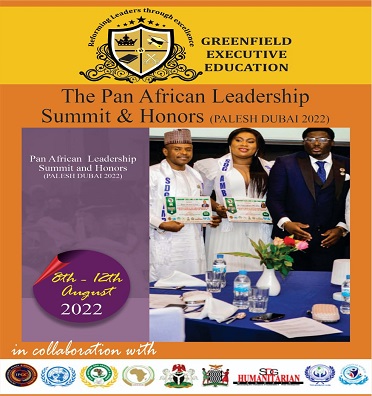 Reforming Leaders through excellence
GREENFIELD
EXECUTIVE
EDUCATION
The Pan African Leadership
Summit & Honors (PALESH DUBAI 2022)
Pan African Leadership
Summit and Honors
(PALESH DUBAI 2022)
8th - 12th
August
2022
in collaboration with
SDG
HUMANITARIAN